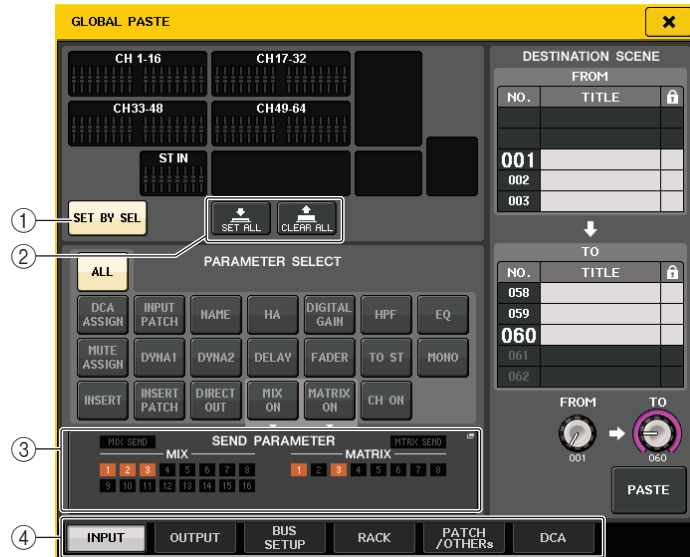 GLOBAL PASTE
CH 1-16
CH17-32
CH33-48
CH49-64
ST IN
① SET BY SEL
②
SET ALL
CLEAR ALL
ALL
PARAMETER SELECT
DCA ASSIGN
INPUT PATCH
NAME
HA
DIGITAL GAIN
HPF
EQ
MUTE ASSIGN
DYNA1
DYNA2
DELAY
FADER
TO ST
MONO
INSERT
INSERT PATCH
DIRECT OUT
MIX ON
MATRIX ON
CH ON
③
MIX SEND
SEND PARAMETER
MTRX SEND
MIX
MATRIX
1 2 3 4 5 6 7 8
9 10 11 12 13 14 15 16
1 2 3 4 5 6 7 8
④
INPUT
OUTPUT
BUS SETUP
RACK
PATCH /OTHERs
DCA
DESTINATION SCENE
FROM
NO. TITLE
001
002
003
TO
NO. TITLE
058
059
060
061
062
FROM
TO
001
060
PASTE